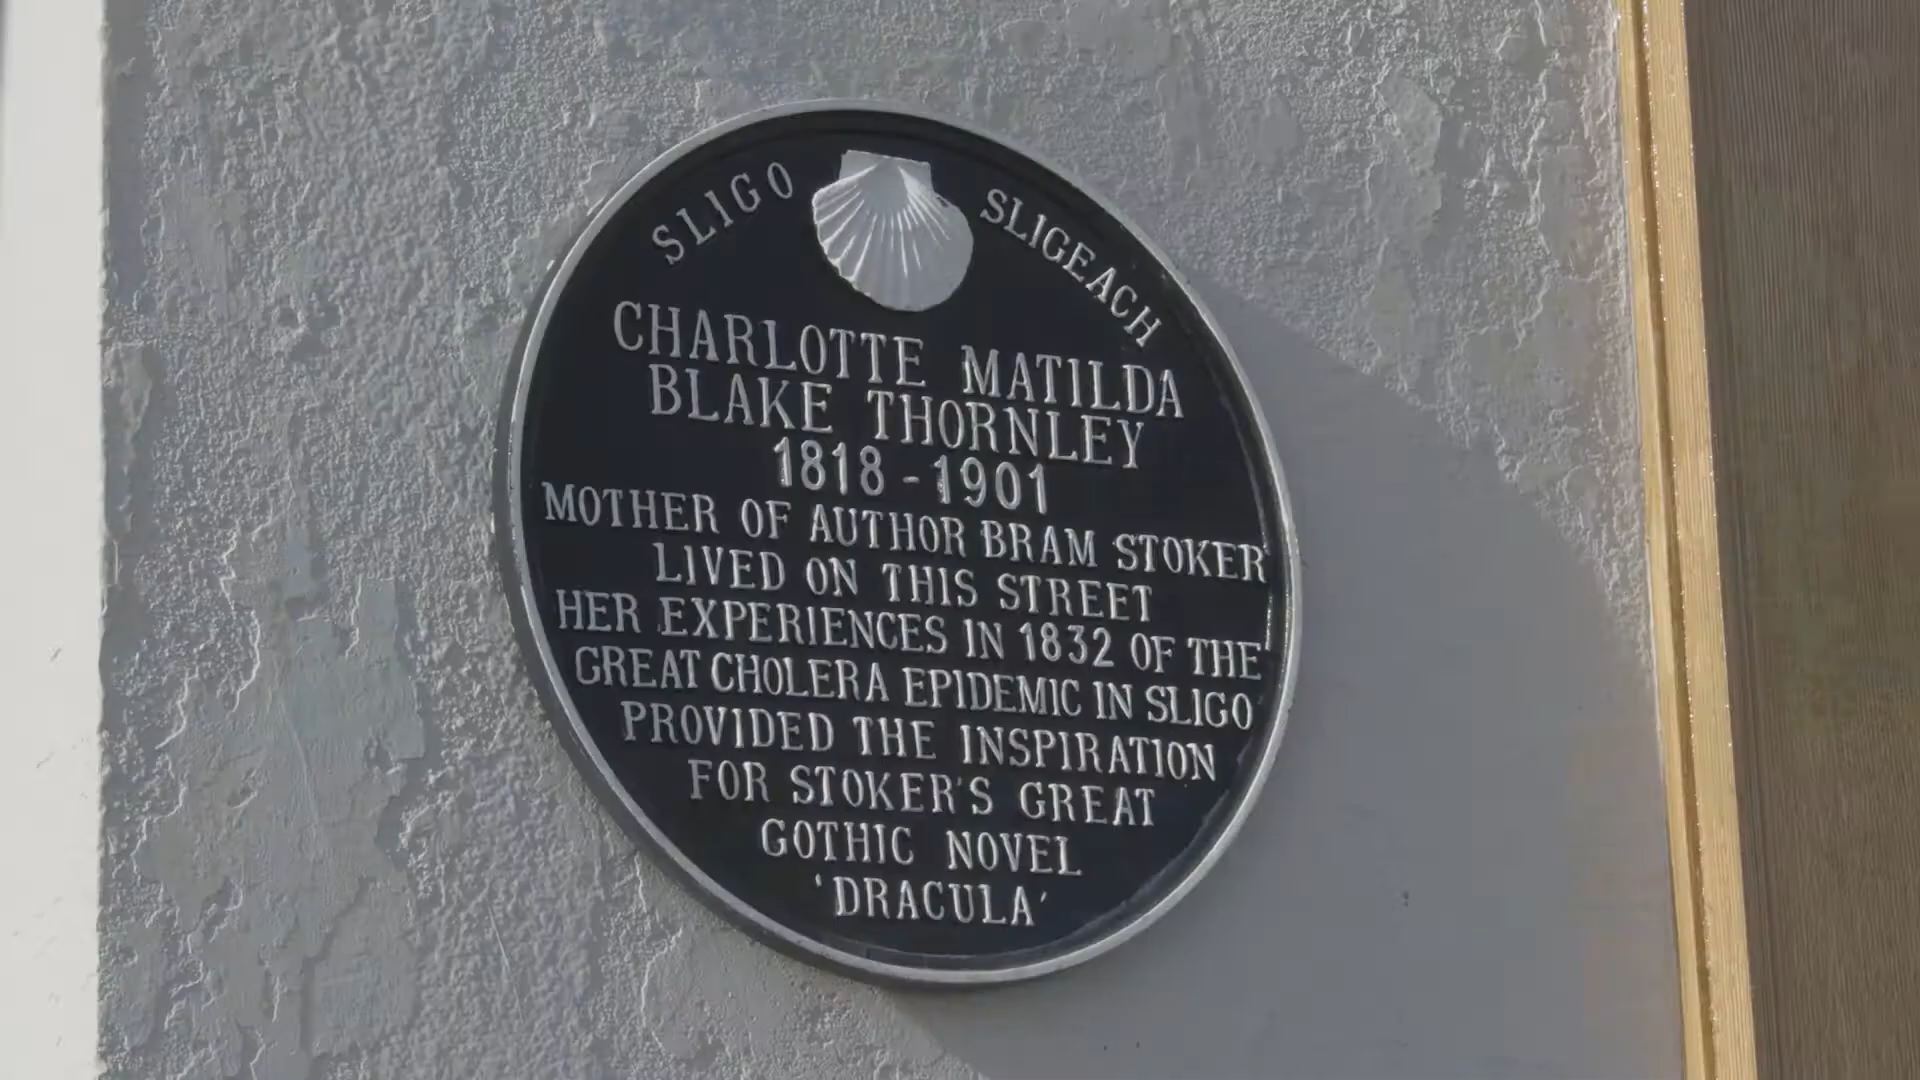 SLIGO SLIGEACH
CHARLOTTE MATILDA
BLAKE THORNLEY
1818 - 1901
MOTHER OF AUTHOR BRAM STOKER
LIVED ON THIS STREET
HER EXPERIENCES IN 1832 OF THE
GREAT CHOLERA EPIDEMIC IN SLIGO
PROVIDED THE INSPIRATION
FOR STOKER'S GREAT
GOTHIC NOVEL
'DRACULA'